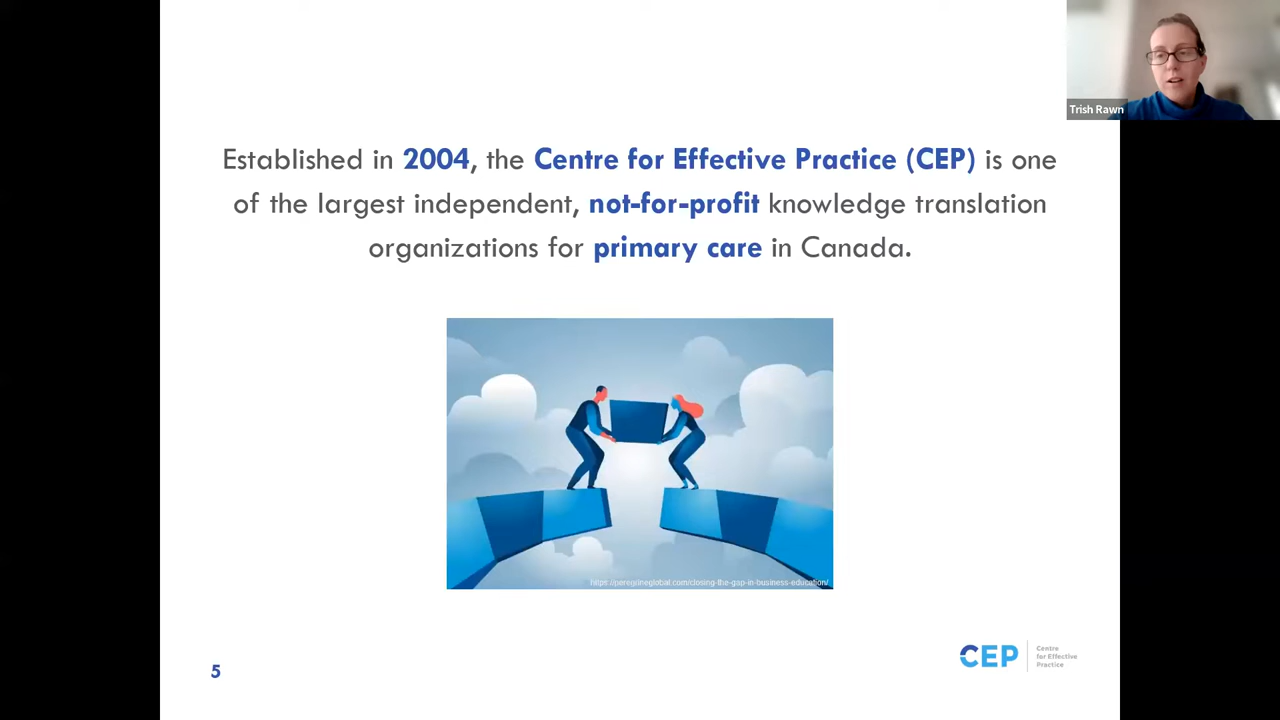 Trish Rawn
Established in 2004, the Centre for Effective Practice (CEP) is one
of the largest independent, not-for-profit knowledge translation
organizations for primary care in Canada.
https://peregrineglobal.com/closing-the-gap-in-business-education/
5
CEP
Centre
for Effective
Practice